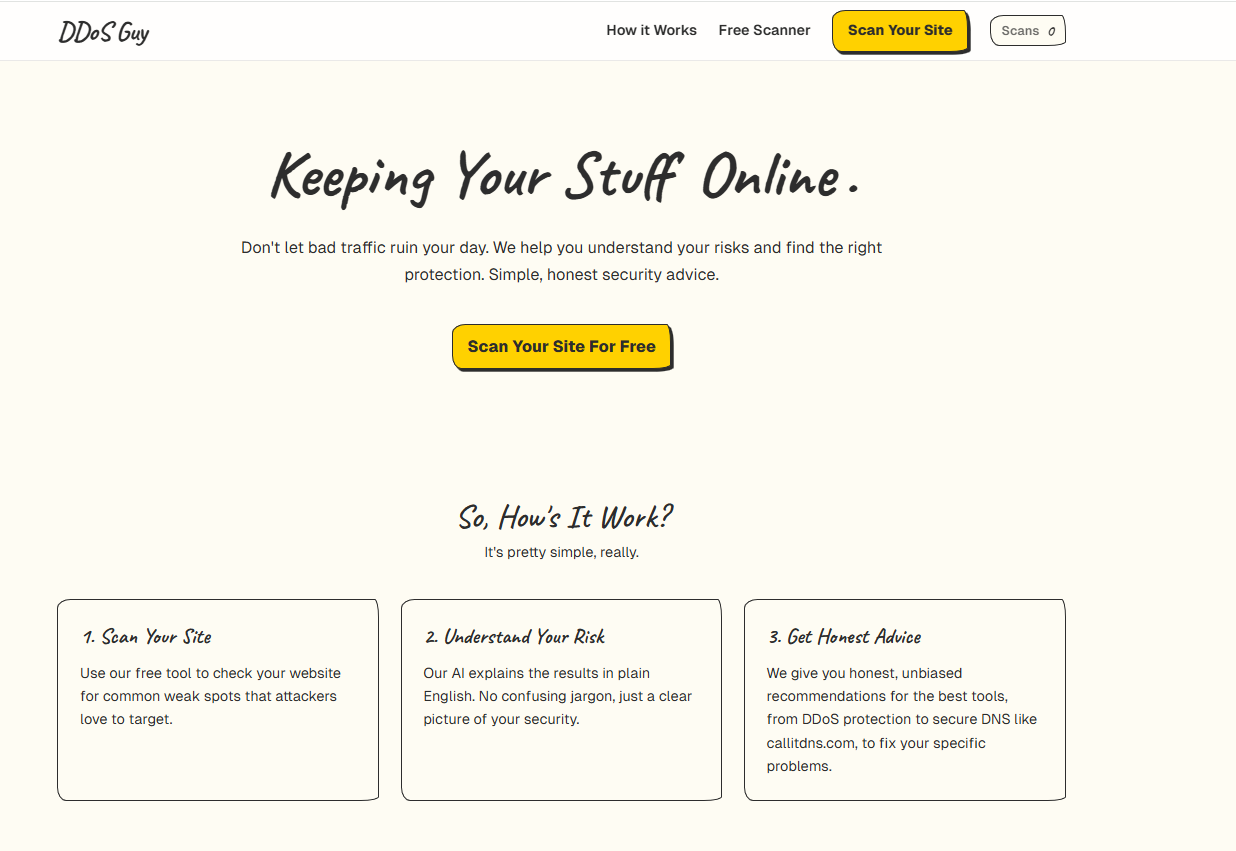 DDoS Guy
How it Works
Free Scanner
Scan Your Site
Scans 0
Keeping Your Stuff Online.
Don't let bad traffic ruin your day. We help you understand your risks and find the right
protection. Simple, honest security advice.
Scan Your Site For Free
So, How's It Work?
It's pretty simple, really.
1. Scan Your Site
Use our free tool to check your website
for common weak spots that attackers
love to target.
2. Understand Your Risk
Our AI explains the results in plain
English. No confusing jargon, just a clear
picture of your security.
3. Get Honest Advice
We give you honest, unbiased
recommendations for the best tools,
from DDoS protection to secure DNS like
callitdns.com, to fix your specific
problems.